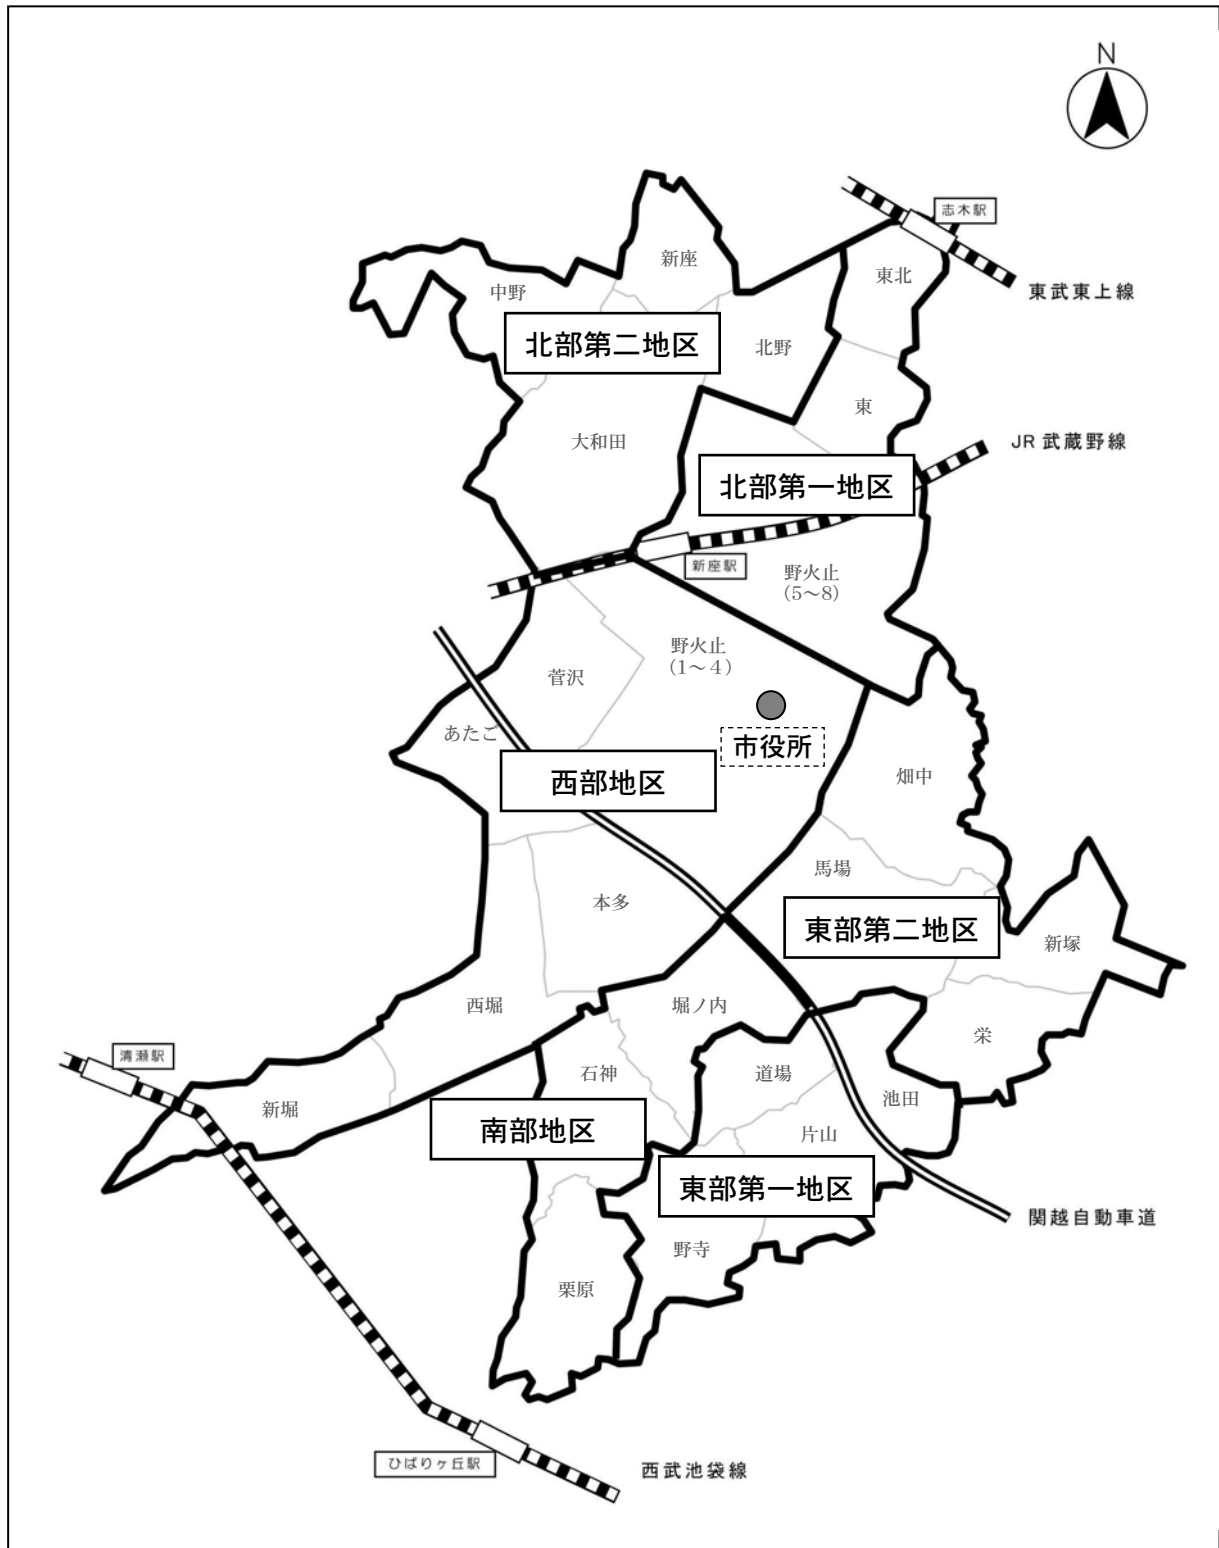 N
志木駅
新座
東北
中野
東武東上線
北部第二地区
北野
東
大和田
JR 武蔵野線
北部第一地区
新座駅
野火止
(5～8)
野火止
(1～４)
菅沢
あたご
市役所
西部地区
畑中
馬場
本多
東部第二地区
新塚
西堀
堀ノ内
栄
清瀬駅
石神
道場
新堀
池田
南部地区
片山
東部第一地区
関越自動車道
野寺
栗原
ひばりヶ丘駅
西武池袋線